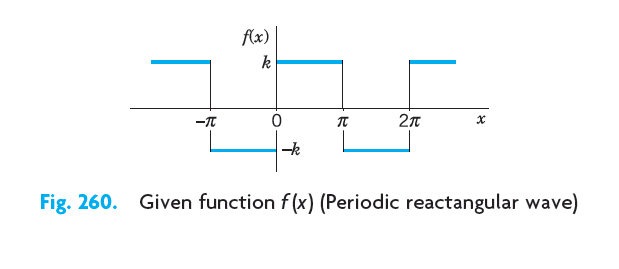 f(x)
k
−π 0 π 2π x
−k
Fig. 260. Given function f(x) (Periodic reactangular wave)